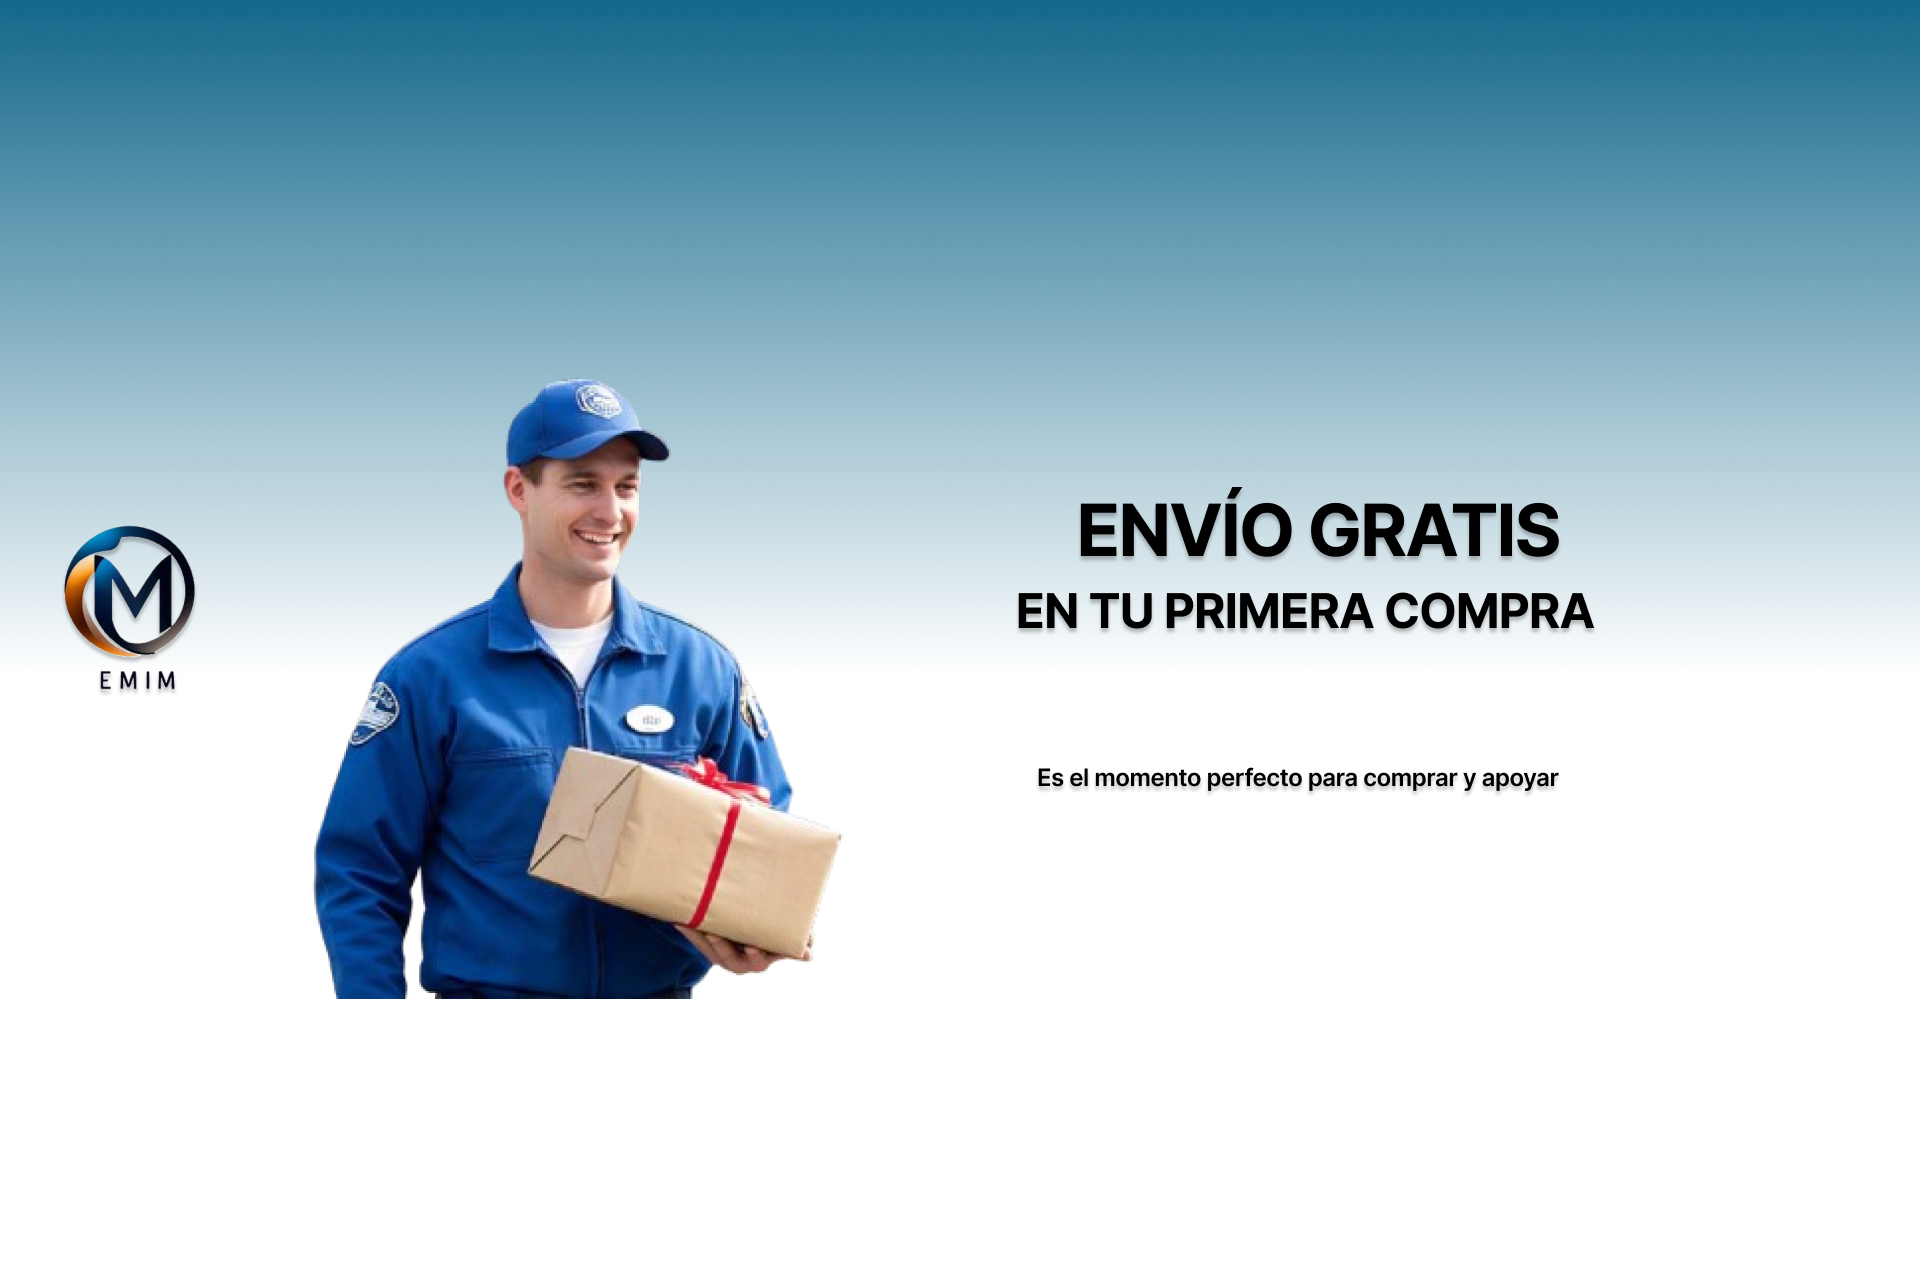 ENVÍO GRATIS
EN TU PRIMERA COMPRA
EMIM
Es el momento perfecto para comprar y apoyar